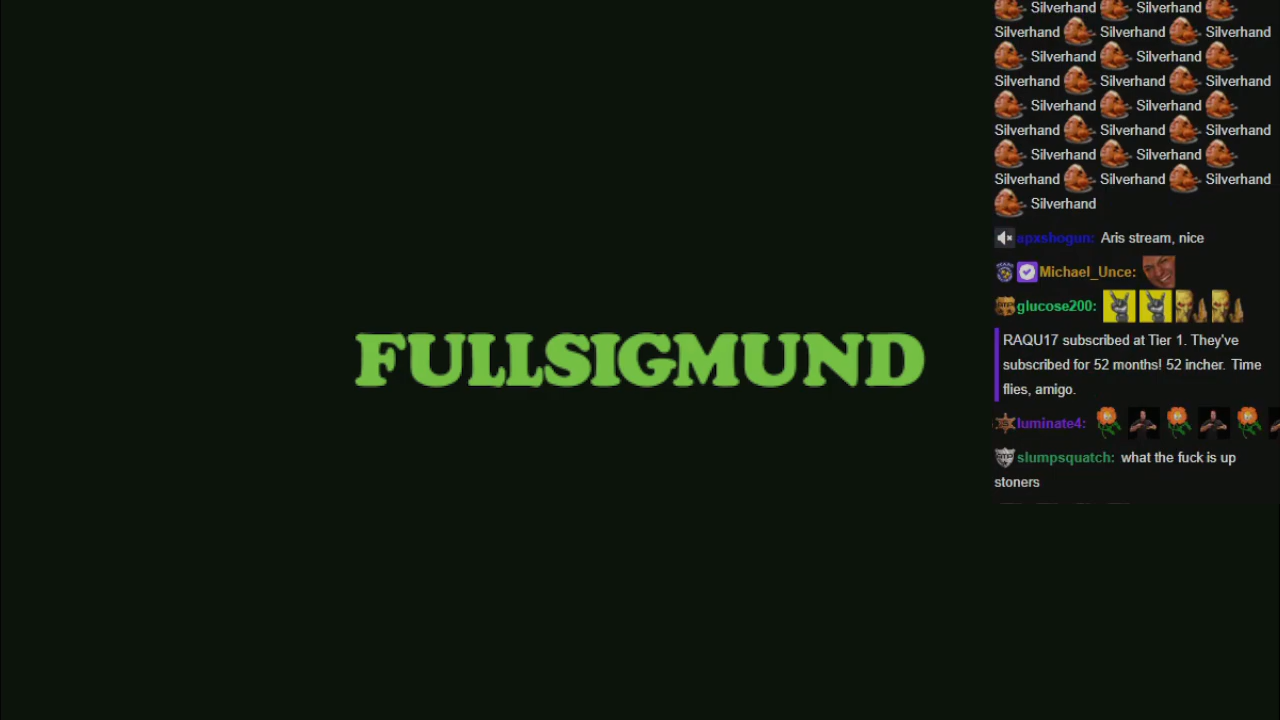 Silverhand Silverhand
Silverhand Silverhand Silverhand
Silverhand Silverhand
Silverhand Silverhand Silverhand
Silverhand Silverhand
Silverhand Silverhand Silverhand
Silverhand Silverhand
Silverhand Silverhand Silverhand
Silverhand
apxshogun: Aris stream, nice
Michael_Unce:
glucose200:
RAQU17 subscribed at Tier 1. They've
subscribed for 52 months! 52 incher. Time
flies, amigo.
luminate4:
slumpsquatch: what the fuck is up
stoners
FULLSIGMUND